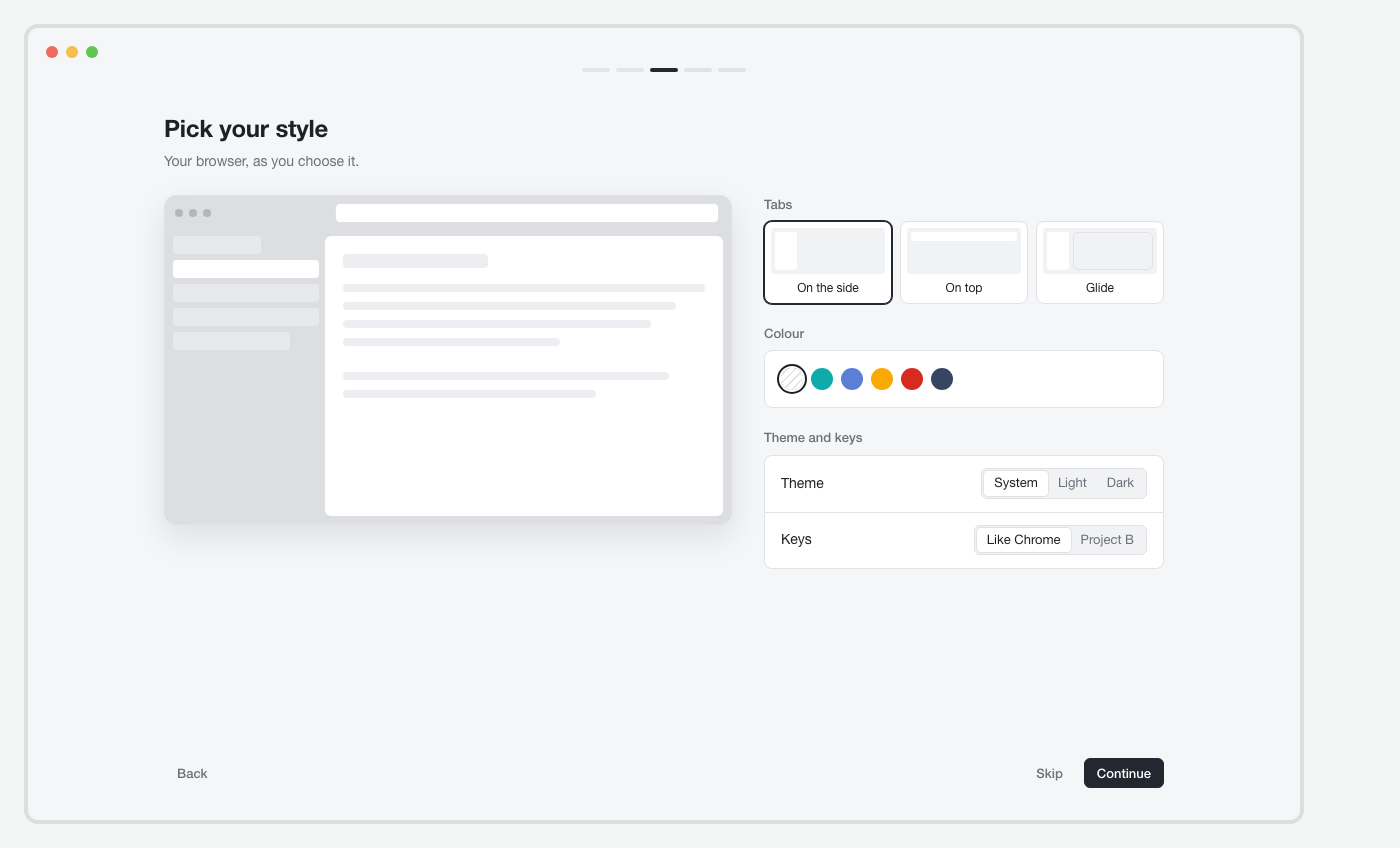 Pick your style
Your browser, as you choose it.
Tabs
On the side
On top
Glide
Colour
Theme and keys
Theme
System
Light
Dark
Keys
Like Chrome
Project B
Back
Skip
Continue